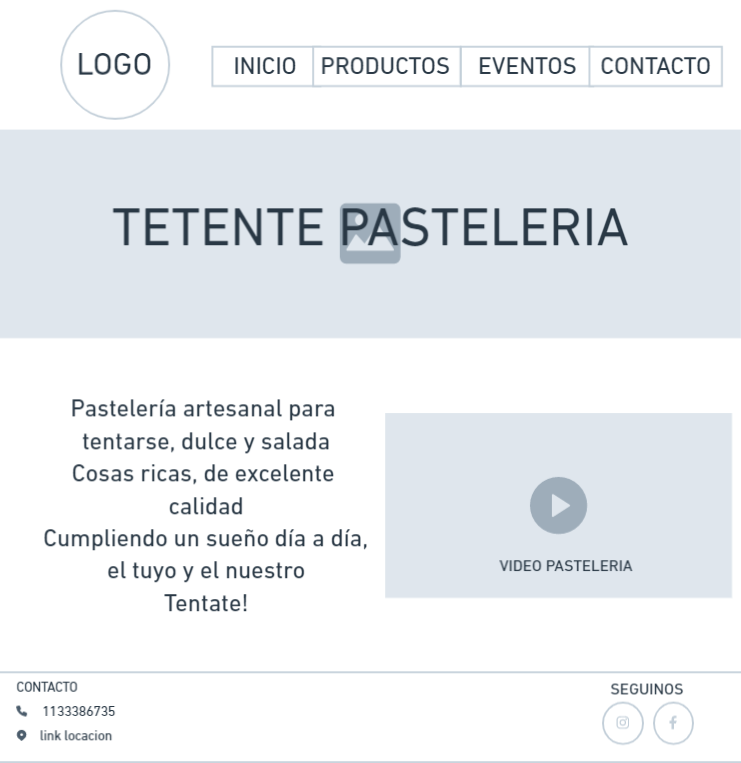 LOGO
INICIO
PRODUCTOS
EVENTOS
CONTACTO
TETENTE PASTELERIA
Pastelería artesanal para
tentarse, dulce y salada
Cosas ricas, de excelente
calidad
Cumpliendo un sueño día a día,
el tuyo y el nuestro
Tentate!
VIDEO PASTELERIA
CONTACTO
1133386735
link locacion
SEGUINOS